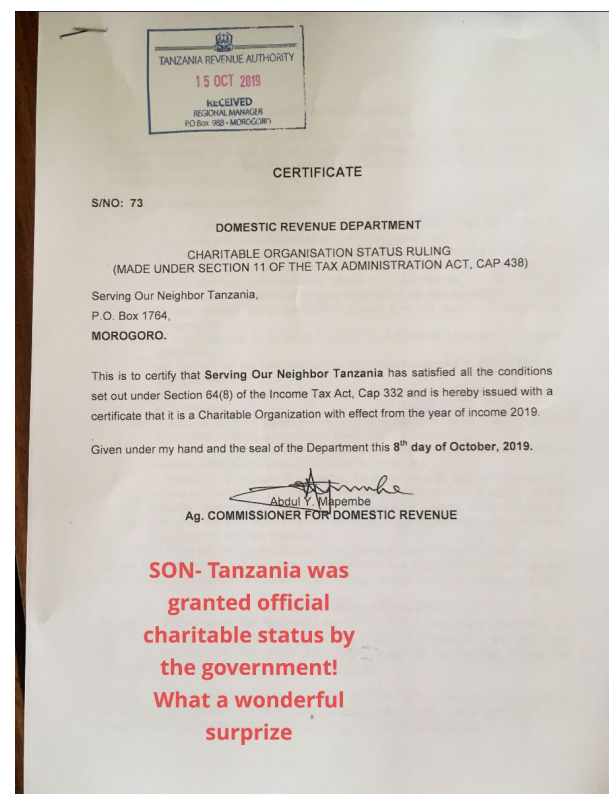 TANZANIA REVENUE AUTHORITY
15 OCT 2019
RECEIVED
REGIONAL MANAGER
P.O.Box 988 - MOROGORO
CERTIFICATE
S/NO: 73
DOMESTIC REVENUE DEPARTMENT
CHARITABLE ORGANISATION STATUS RULING
(MADE UNDER SECTION 11 OF THE TAX ADMINISTRATION ACT, CAP 438)
Serving Our Neighbor Tanzania,
P.O. Box 1764,
MOROGORO.
This is to certify that Serving Our Neighbor Tanzania has satisfied all the conditions
set out under Section 64(8) of the Income Tax Act, Cap 332 and is hereby issued with a
certificate that it is a Charitable Organization with effect from the year of income 2019.
Given under my hand and the seal of the Department this 8th day of October, 2019.
Abdul Y. Mapembe
Ag. COMMISSIONER FOR DOMESTIC REVENUE
SON- Tanzania was
granted official
charitable status by
the government!
What a wonderful
surprize